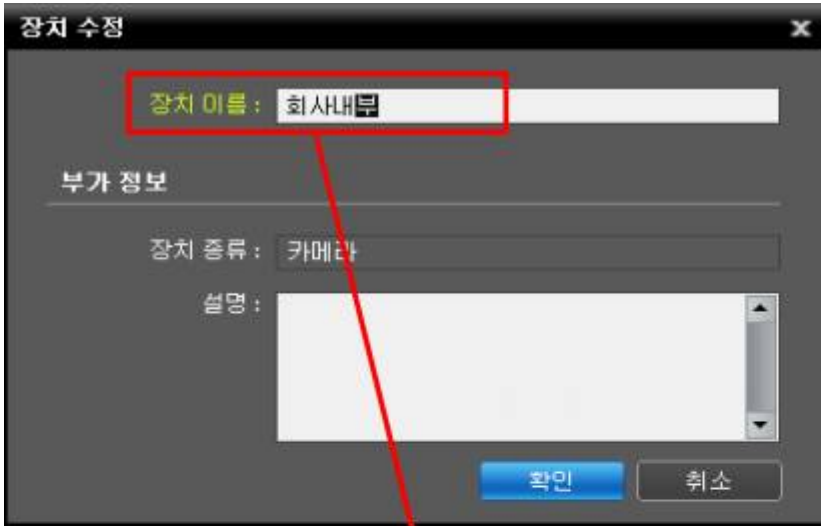 장치 수정
장치 이름 : 회사내부
부가 정보
장치 종류 : 카메라
설명 :
확인 취소